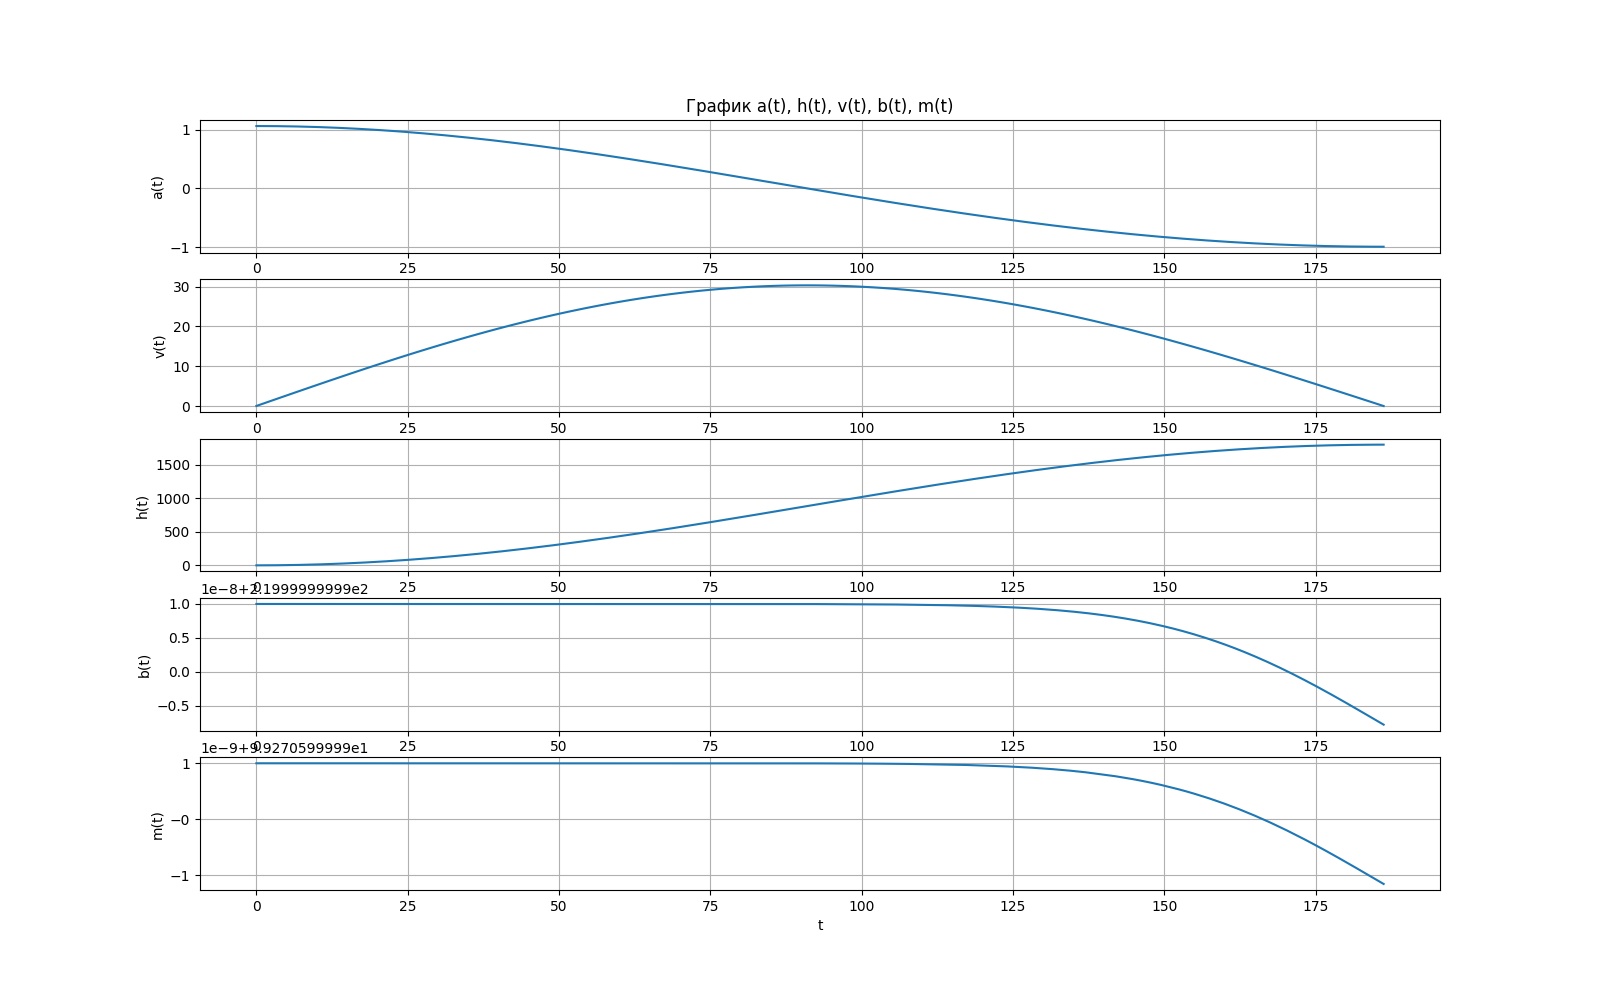 График a(t), h(t), v(t), b(t), m(t)
1
0
−1
a(t)
0 25 50 75 100 125 150 175
30
20
10
0
v(t)
0 25 50 75 100 125 150 175
1500
1000
500
0
h(t)
0 25 50 75 100 125 150 175
1e−8+2.1999999999e2
1.0
0.5
0.0
−0.5
b(t)
0 25 50 75 100 125 150 175
1e−9+9.9270599999e1
1
−0
−1
m(t)
0 25 50 75 100 125 150 175
t